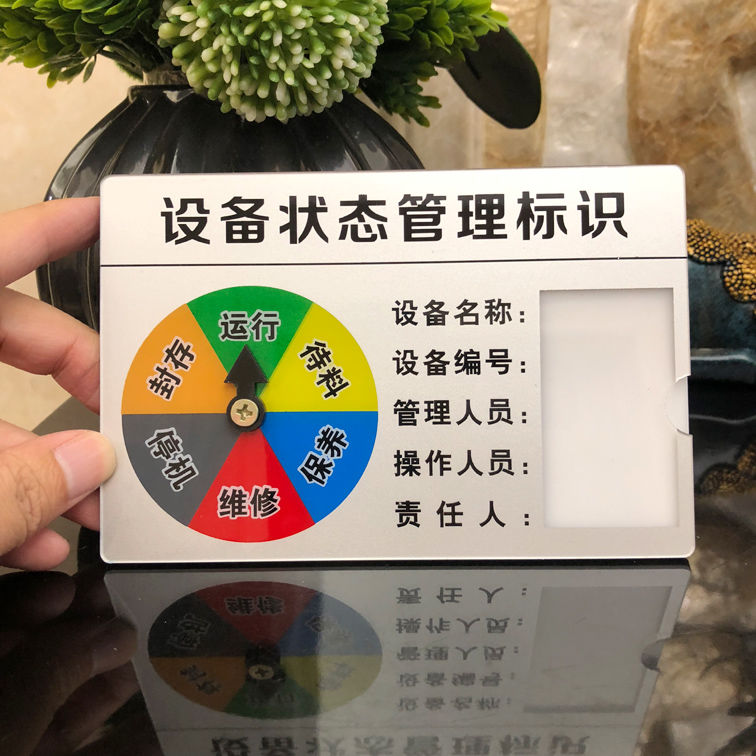 设备状态管理标识
运行
待料
保养
维修
停机
封存
设备名称：
设备编号：
管理人员：
操作人员：
责任人：